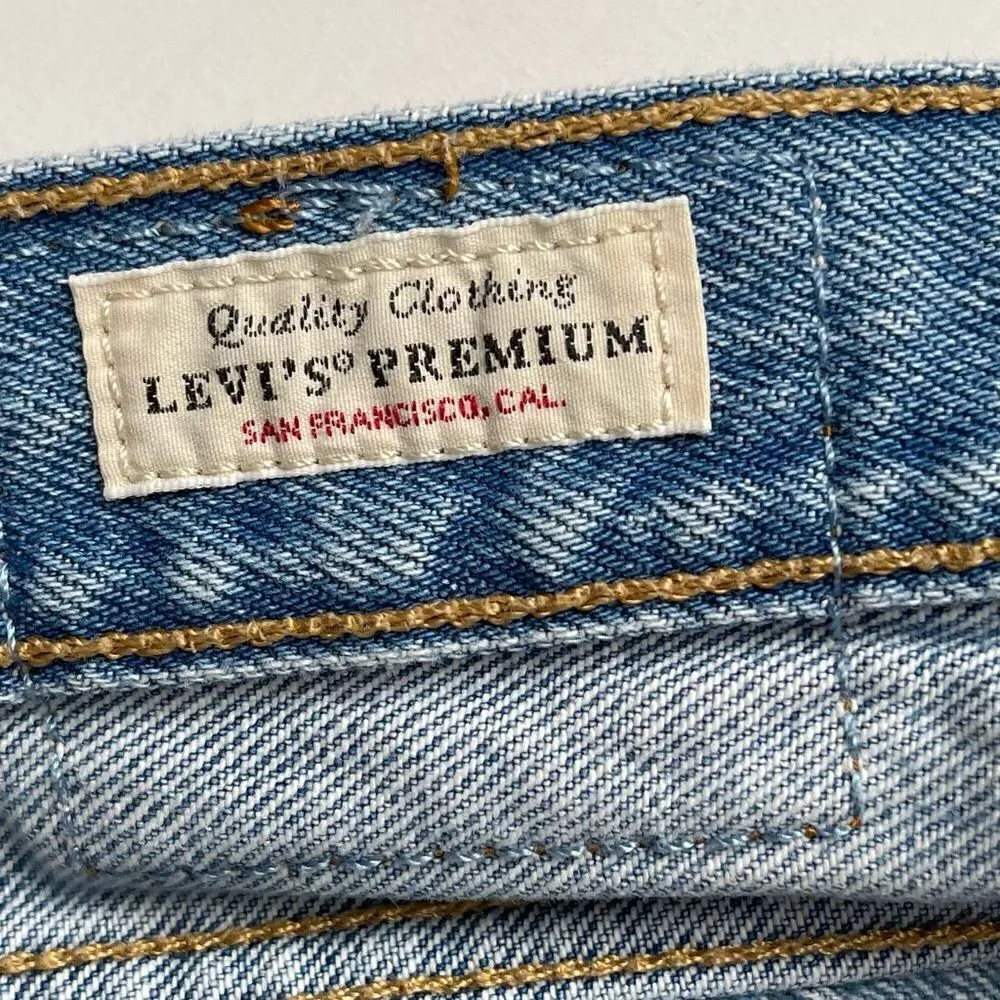 Quality Clothing
LEVI'S® PREMIUM
SAN FRANCISCO, CAL.